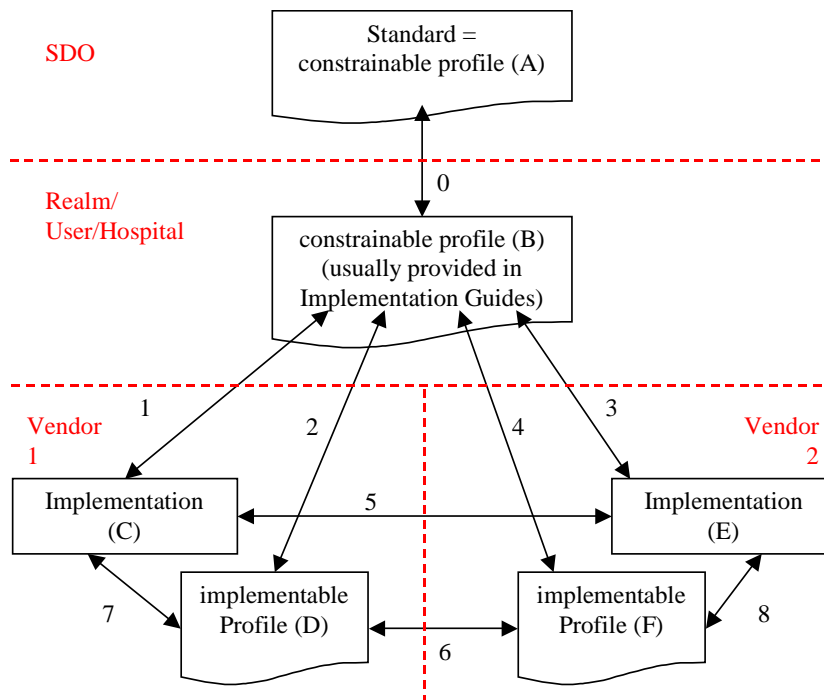 SDO
Standard =
constrainable profile (A)
0
Realm/
User/Hospital
constrainable profile (B)
(usually provided in
Implementation Guides)
1
2
4
3
Vendor
1
Vendor
2
Implementation
(C)
5
Implementation
(E)
7
implementable
Profile (D)
6
implementable
Profile (F)
8